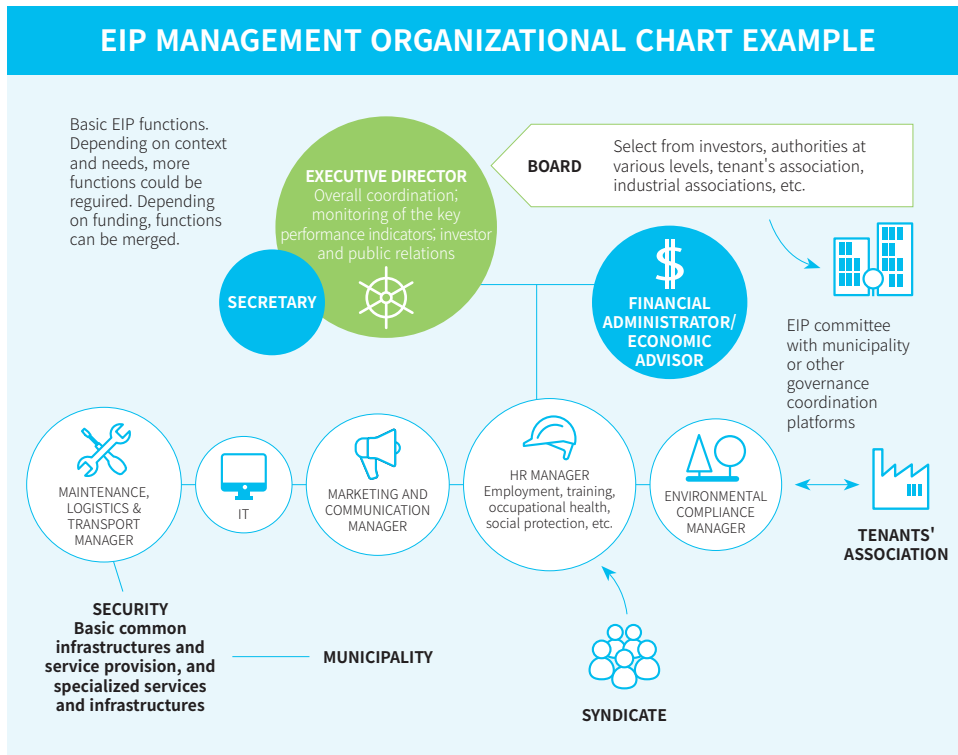 EIP MANAGEMENT ORGANIZATIONAL CHART EXAMPLE
Basic EIP functions.
Depending on context
and needs, more
functions could be
reguired. Depending
on funding, functions
can be merged.
EXECUTIVE DIRECTOR
Overall coordination;
monitoring of the key
performance indicators; investor
and public relations
BOARD
Select from investors, authorities at
various levels, tenant's association,
industrial associations, etc.
SECRETARY
$
FINANCIAL
ADMINISTRATOR/
ECONOMIC
ADVISOR
EIP committee
with municipality
or other
governance
coordination
platforms
MAINTENANCE,
LOGISTICS &
TRANSPORT
MANAGER
IT
MARKETING AND
COMMUNICATION
MANAGER
HR MANAGER
Employment, training,
occupational health,
social protection, etc.
ENVIRONMENTAL
COMPLIANCE
MANAGER
TENANTS'
ASSOCIATION
SECURITY
Basic common
infrastructures and
service provision, and
specialized services
and infrastructures
MUNICIPALITY
SYNDICATE